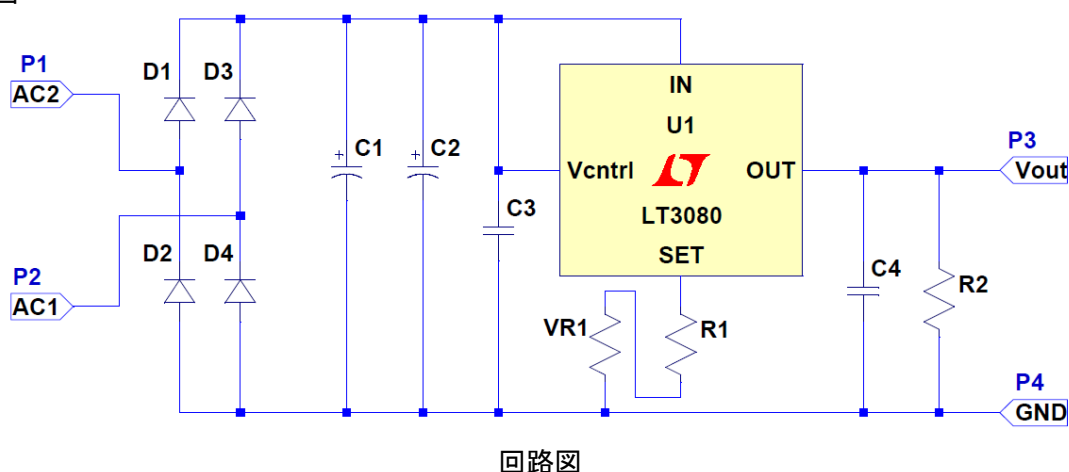 P1
AC2
D1
D3
C1
C2
IN
U1
Vcntrl
OUT
LT3080
SET
P3
Vout
C3
P2
AC1
D2
D4
VR1
R1
C4
R2
P4
GND
回路図